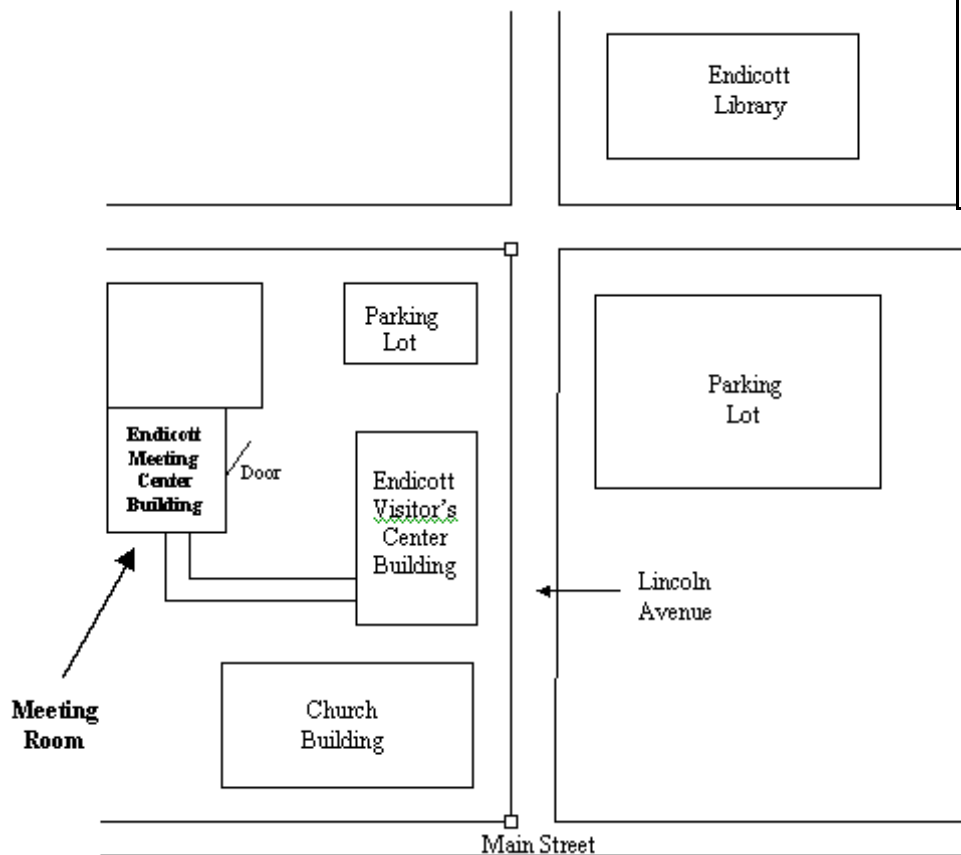 Endicott
Library
Parking
Lot
Parking
Lot
Endicott
Meeting
Center
Building
Door
Endicott
Visitor's
Center
Building
Lincoln
Avenue
Meeting
Room
Church
Building
Main Street